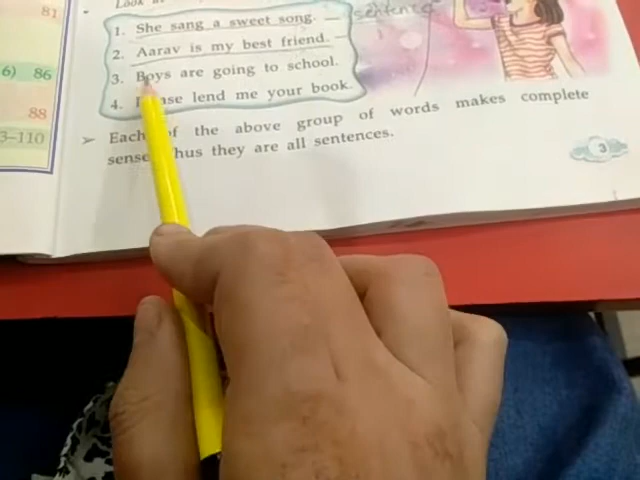 81
1. She sang a sweet song.
sentence
2. Aarav is my best friend.
3. Boys are going to school.
6) 86
4. lend me your book.
88
➢ Each of the above group of words makes complete
3-110
sense. Thus they are all sentences.
3